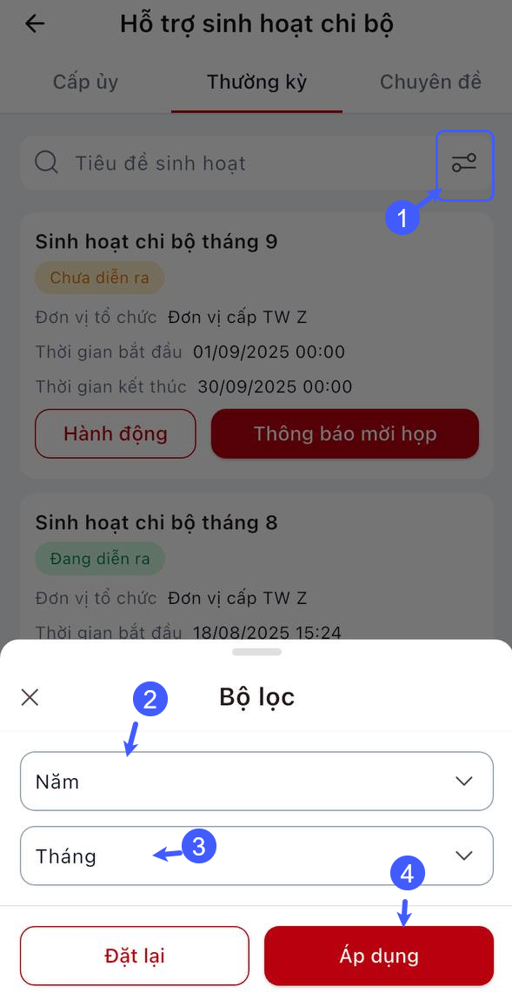 Hỗ trợ sinh hoạt chi bộ
Cấp ủy Thường kỳ Chuyên đề
Tiêu đề sinh hoạt
1
Sinh hoạt chi bộ tháng 9
Chưa diễn ra
Đơn vị tổ chức Đơn vị cấp TW Z
Thời gian bắt đầu 01/09/2025 00:00
Thời gian kết thúc 30/09/2025 00:00
Hành động Thông báo mời họp
Sinh hoạt chi bộ tháng 8
Đang diễn ra
Đơn vị tổ chức Đơn vị cấp TW Z
Thời gian bắt đầu 18/08/2025 15:24
2 Bộ lọc
Năm
Tháng 3
4
Đặt lại Áp dụng